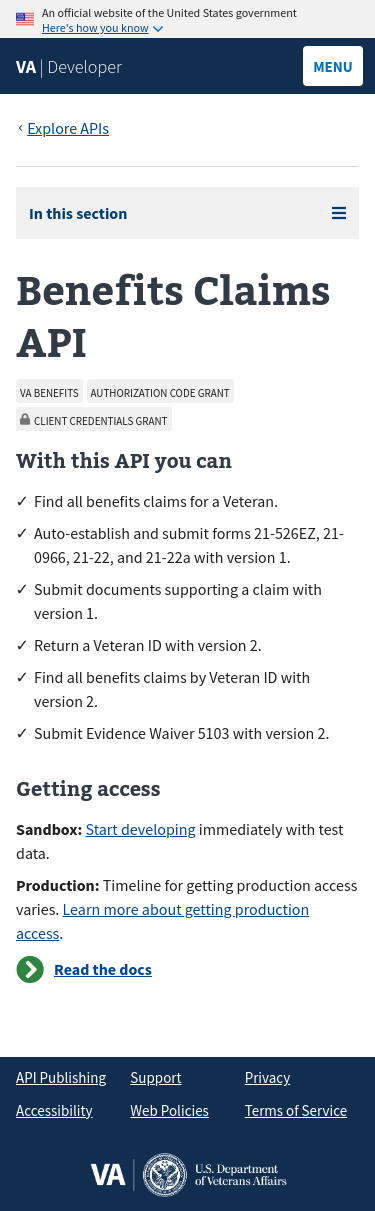 An official website of the United States government
Here's how you know
VA | Developer
MENU
‹ Explore APIs
In this section
Benefits Claims
API
VA BENEFITS AUTHORIZATION CODE GRANT
CLIENT CREDENTIALS GRANT
With this API you can
✓ Find all benefits claims for a Veteran.
✓ Auto-establish and submit forms 21-526EZ, 21-
0966, 21-22, and 21-22a with version 1.
✓ Submit documents supporting a claim with
version 1.
✓ Return a Veteran ID with version 2.
✓ Find all benefits claims by Veteran ID with
version 2.
✓ Submit Evidence Waiver 5103 with version 2.
Getting access
Sandbox: Start developing immediately with test
data.
Production: Timeline for getting production access
varies. Learn more about getting production
access.
Read the docs
API Publishing Support Privacy
Accessibility Web Policies Terms of Service
VA U.S. Department
of Veterans Affairs